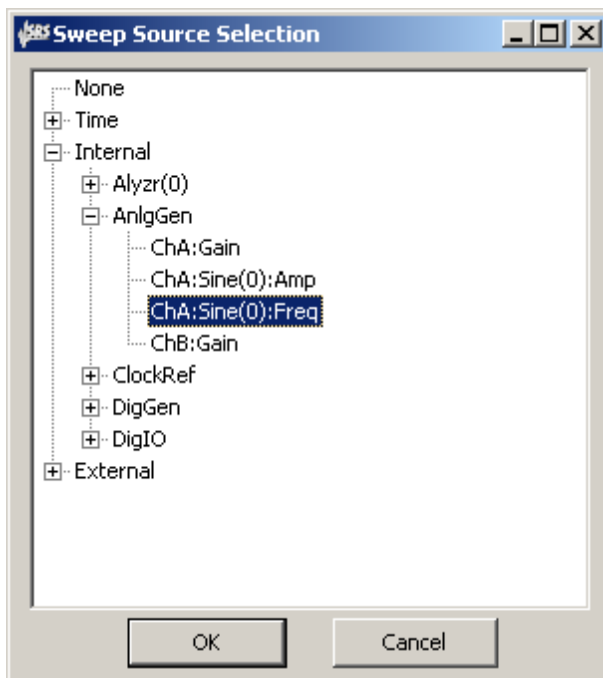 SRS Sweep Source Selection
None
Time
Internal
Alyzr(0)
AnlgGen
ChA:Gain
ChA:Sine(0):Amp
ChA:Sine(0):Freq
ChB:Gain
ClockRef
DigGen
DigIO
External
OK Cancel